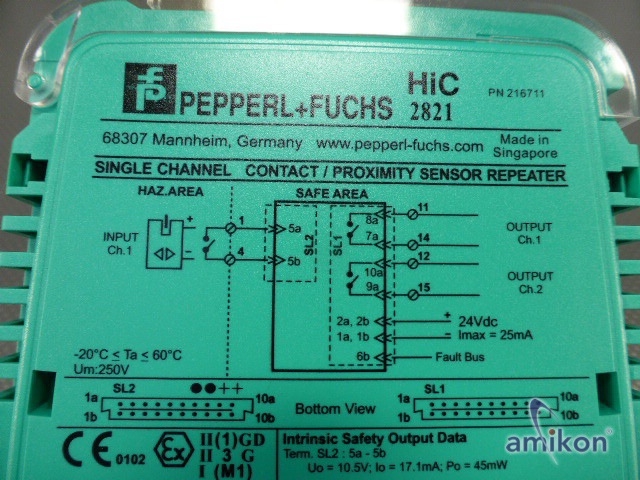 PEPPERL+FUCHS HiC 2821 PN 216711
68307 Mannheim, Germany www.pepperl-fuchs.com Made in Singapore
SINGLE CHANNEL CONTACT / PROXIMITY SENSOR REPEATER
HAZ.AREA SAFE AREA
INPUT Ch.1 + − 1 4 5a 5b SL2 SL1
8a 7a 11 14 OUTPUT Ch.1
10a 9a 12 15 OUTPUT Ch.2
2a, 2b + 24Vdc
1a, 1b − Imax = 25mA
6b Fault Bus
-20°C ≤ Ta ≤ 60°C
Um:250V
SL2 ++ SL1
1a 10a 1a 10a
1b 10b 1b 10b
Bottom View
CE 0102 Ex II(1)GD
II 3 G
I (M1)
Intrinsic Safety Output Data
Term. SL2 : 5a - 5b
Uo = 10.5V; Io = 17.1mA; Po = 45mW
amikon